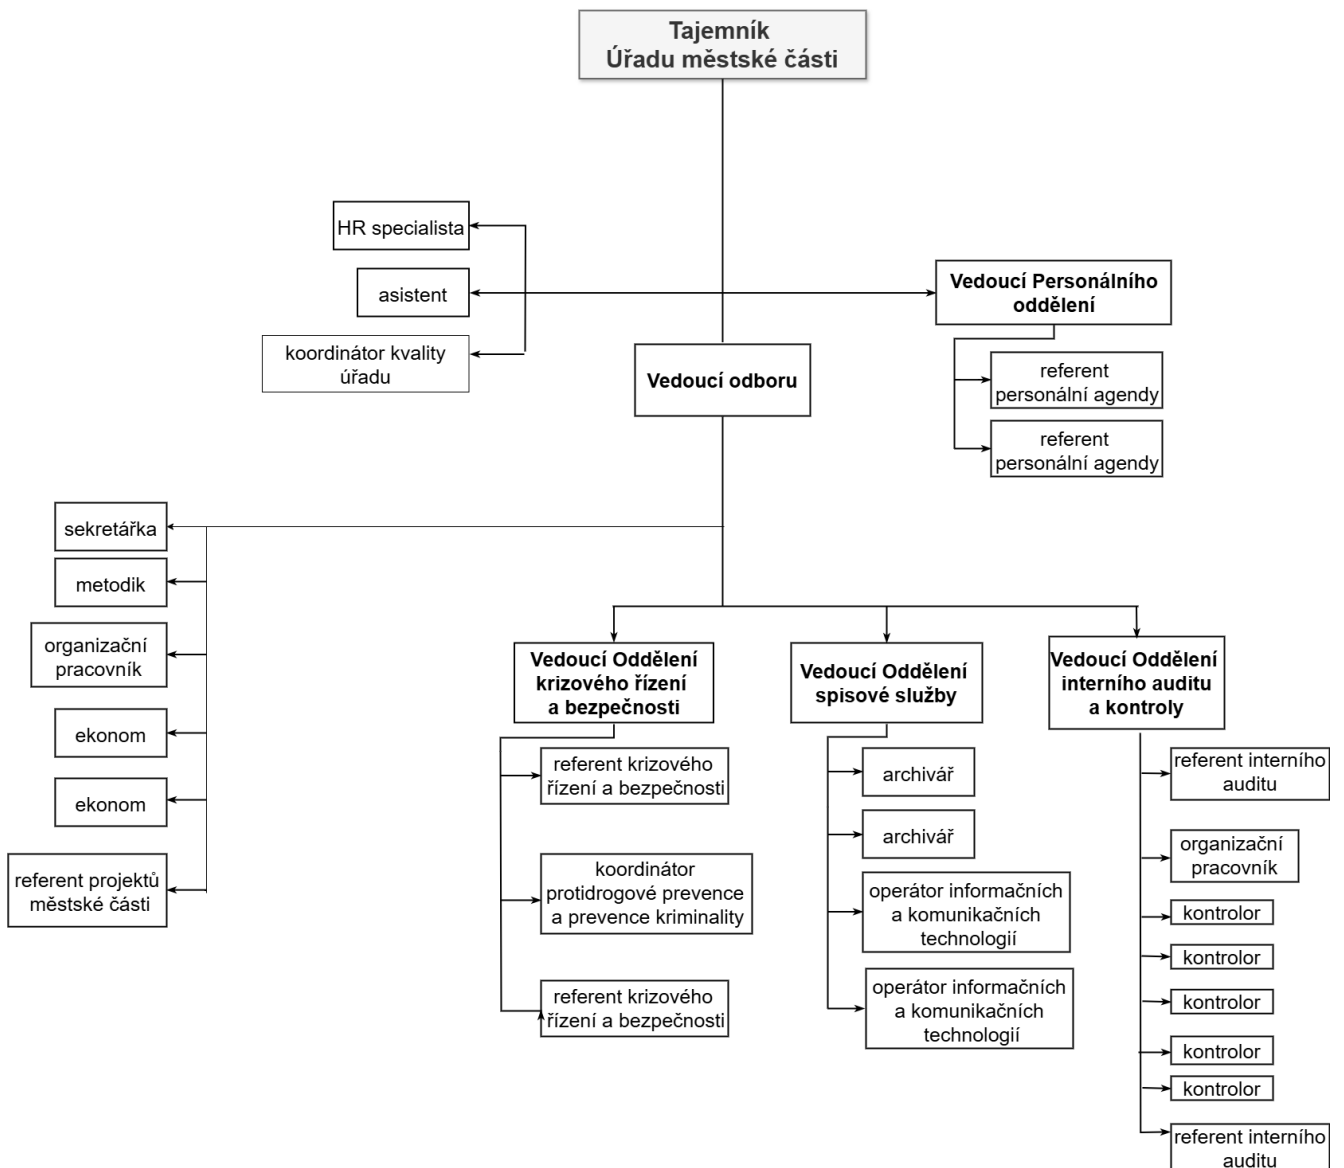 Tajemník
Úřadu městské části
HR specialista
asistent
koordinátor kvality
úřadu
Vedoucí Personálního
oddělení
referent
personální agendy
referent
personální agendy
Vedoucí odboru
sekretářka
metodik
organizační
pracovník
ekonom
ekonom
referent projektů
městské části
Vedoucí Oddělení
krizového řízení
a bezpečnosti
referent krizového
řízení a bezpečnosti
koordinátor
protidrogové prevence
a prevence kriminality
referent krizového
řízení a bezpečnosti
Vedoucí Oddělení
spisové služby
archivář
archivář
operátor informačních
a komunikačních
technologií
operátor informačních
a komunikačních
technologií
Vedoucí Oddělení
interního auditu
a kontroly
referent interního
auditu
organizační
pracovník
kontrolor
kontrolor
kontrolor
kontrolor
kontrolor
referent interního
auditu